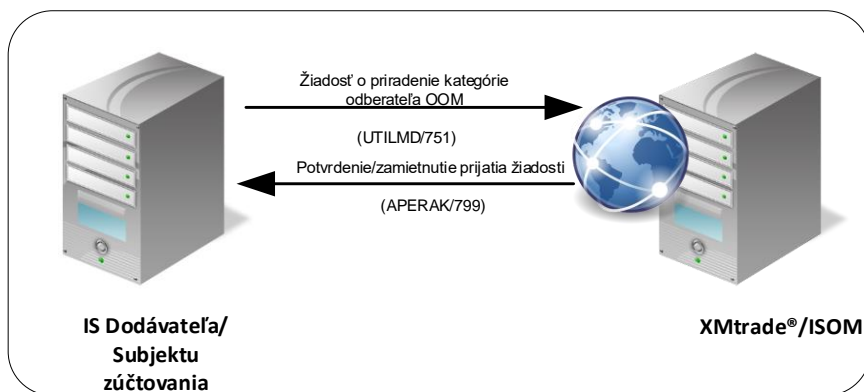 Žiadosť o priradenie kategórie
odberateľa OOM
(UTILMD/751)
Potvrdenie/zamietnutie prijatia žiadosti
(APERAK/799)
IS Dodávateľa/
Subjektu
zúčtovania
XMtrade®/ISOM